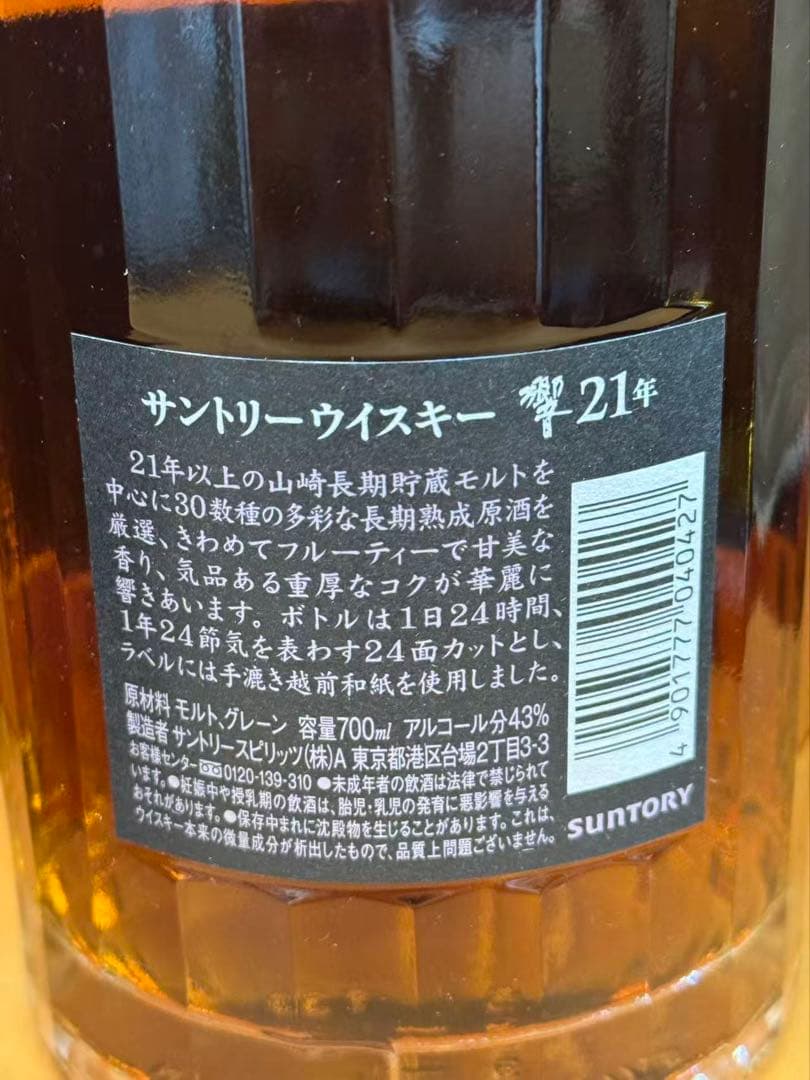 サントリーウイスキー 響21年
21年以上の山崎長期貯蔵モルトを
中心に30数種の多彩な長期熟成原酒を
厳選、きわめてフルーティーで甘美な
香り、気品ある重厚なコクが華麗に
響きあいます。ボトルは1日24時間、
1年24節気を表わす24面カットとし、
ラベルには手漉き越前和紙を使用しました。
原材料 モルト、グレーン 容量700ml アルコール分43%
製造者 サントリースピリッツ(株)A 東京都港区台場2丁目3-3
お客様センター 0120-139-310 ●未成年者の飲酒は法律で禁じられて
います。●妊娠中や授乳期の飲酒は、胎児・乳児の発育に悪影響を与える
おそれがあります。●保存中まれに沈殿物を生じることがあります。これは、
ウイスキー本来の微量成分が析出したもので、品質上問題ございません。
4 901777 040427
SUNTORY